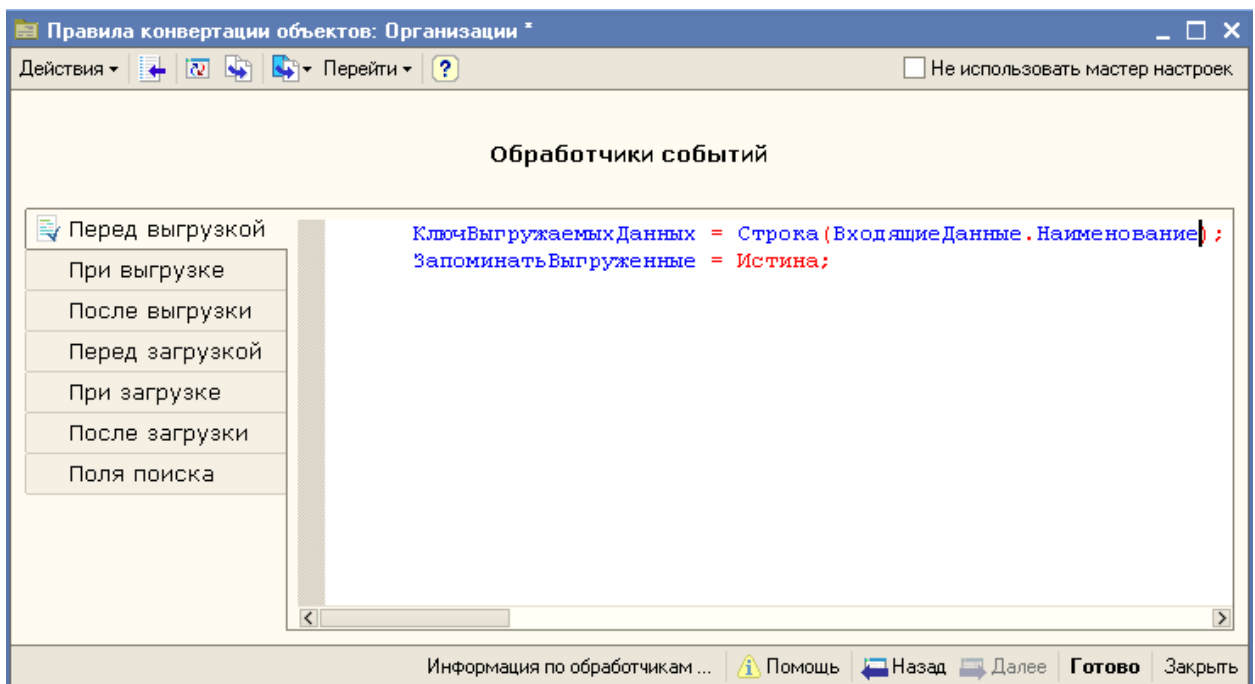 Правила конвертации объектов: Организации *
Действия Перейти ? Не использовать мастер настроек
Обработчики событий
Перед выгрузкой
При выгрузке
После выгрузки
Перед загрузкой
При загрузке
После загрузки
Поля поиска
КлючВыгружаемыхДанных = Строка(ВходящиеДанные.Наименование);
ЗапоминатьВыгруженные = Истина;
Информация по обработчикам ... Помощь Назад Далее Готово Закрыть